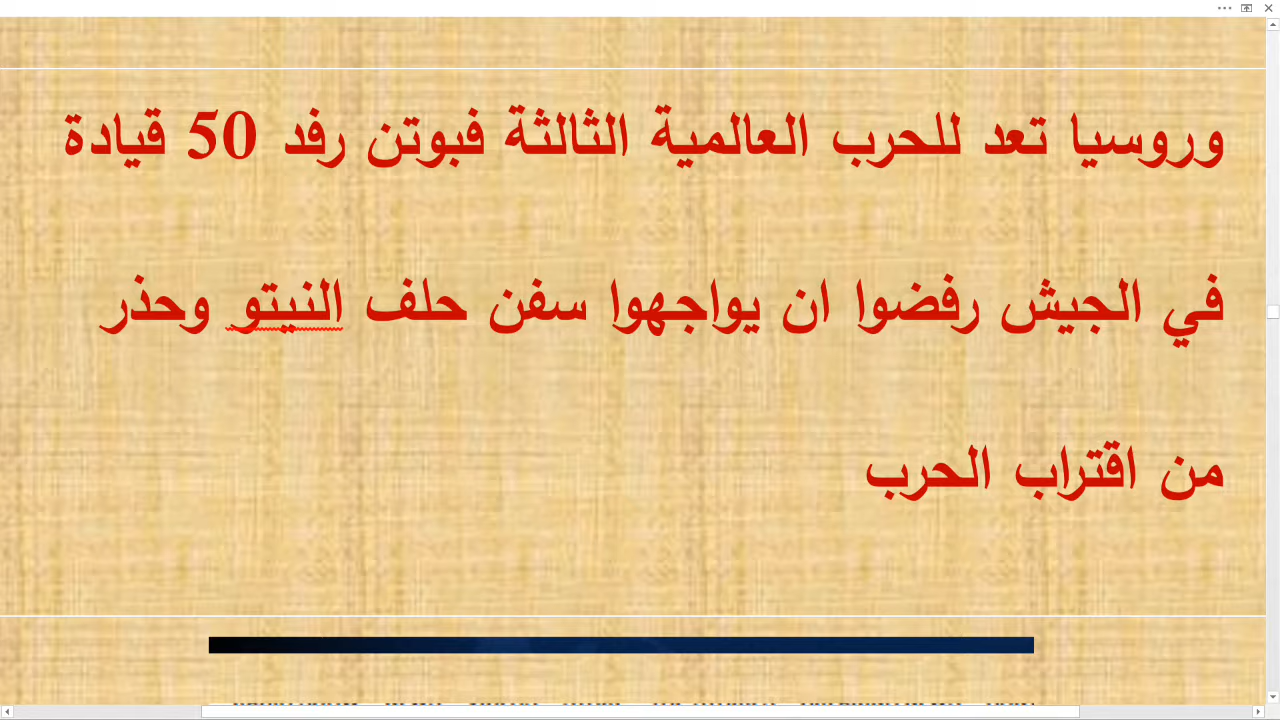 وروسيا تعد للحرب العالمية الثالثة فبوتن رفد 50 قيادة
في الجيش رفضوا ان يواجهوا سفن حلف النيتو وحذر
من اقتراب الحرب